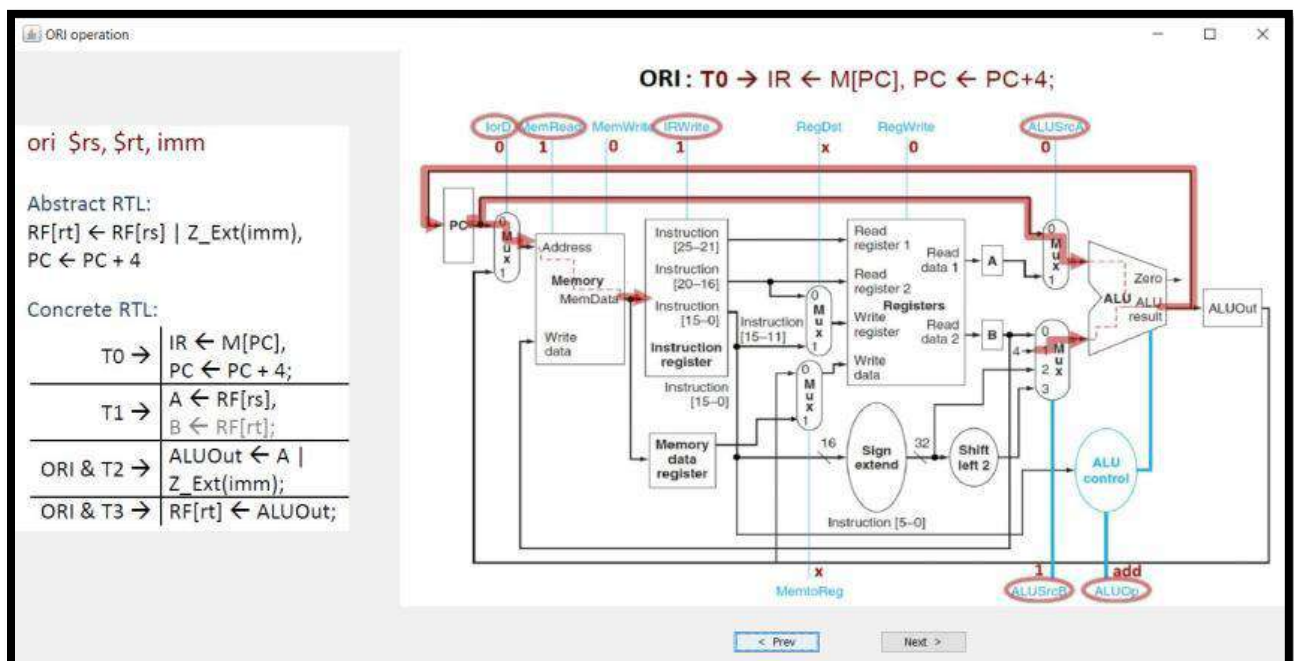 ORI operation
ori $rs, $rt, imm
Abstract RTL:
RF[rt] ← RF[rs] | Z_Ext(imm),
PC ← PC + 4
Concrete RTL:
T0 → IR ← M[PC],
PC ← PC + 4;
T1 → A ← RF[rs],
B ← RF[rt];
ORI & T2 → ALUOut ← A |
Z_Ext(imm);
ORI & T3 → RF[rt] ← ALUOut;
ORI : T0 → IR ← M[PC], PC ← PC+4;
IorD MemRead MemWrite IRWrite RegDst RegWrite ALUSrcA
0 1 0 1 x 0 0
PC
0
M
u
x
1
Address
Memory
MemData
Write
data
Instruction
[25–21]
Instruction
[20–16]
Instruction
[15–0]
Instruction
register
Instruction
[15–0]
Memory
data
register
Instruction
[15–11]
0
M
u
x
1
0
M
u
x
1
Read
register 1
Read
register 2
Registers
Write
register
Write
data
Read
data 1
Read
data 2
A
B
16
Sign
extend
32
Shift
left 2
Instruction [5–0]
0
M
u
x
1
4
0
1
M
u
x
2
3
Zero
ALU
ALU
result
ALUOut
ALU
control
x 1 add
MemtoReg ALUSrcB ALUOp
< Prev Next >